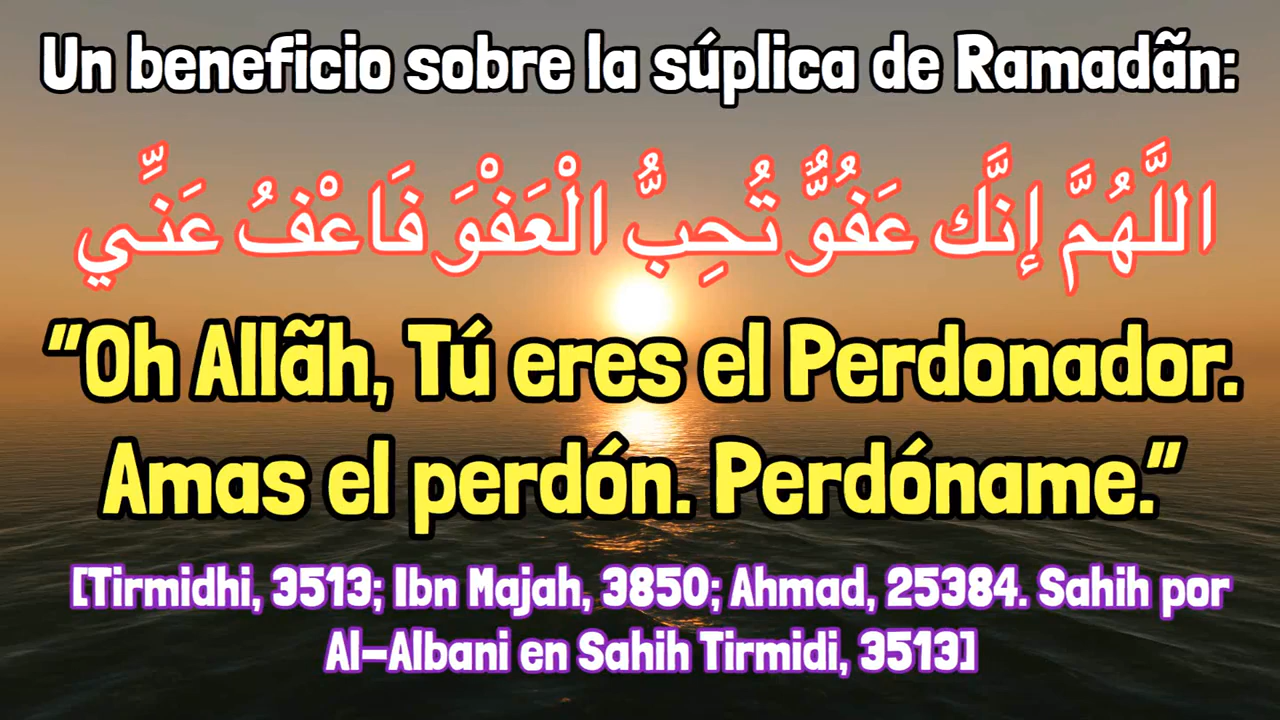 Un beneficio sobre la súplica de Ramadãn:
اللَّهُمَّ إِنَّك عَفُوٌّ تُحِبُّ الْعَفْوَ فَاعْفُ عَنِّي
“Oh Allãh, Tú eres el Perdonador.
Amas el perdón. Perdóname.”
[Tirmidhi, 3513; Ibn Majah, 3850; Ahmad, 25384. Sahih por
Al-Albani en Sahih Tirmidi, 3513]